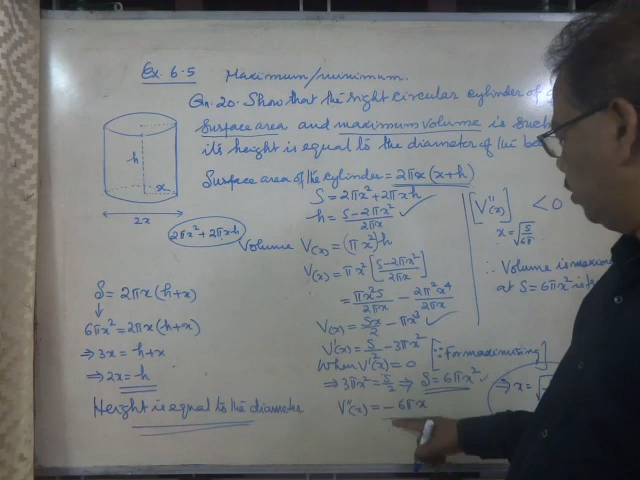 Ex. 6.5 Maximum/minimum.
Qn. 20. Show that the right circular cylinder of
surface area and maximum volume is such
its height is equal to the diameter of the
Surface area of the cylinder = 2πx(x+h)
h
x
2x
2πx² + 2πxh
S = 2πx² + 2πxh
h = (S-2πx²)/(2πx) ✓
Volume V(x) = (πx²)h
V(x) = πx² [(S-2πx²)/(2πx)]
= πx²S/2πx - 2π²x⁴/2πx
V(x) = Sx/2 - πx³ ✓
V'(x) = S/2 - 3πx²
When V'(x) = 0 [∵ For maximising]
⇒ 3πx² = S/2 ⇒ S = 6πx² ✓
V''(x) = -6πx
[V''(x)] < 0
x = √(S/6π)
∴ Volume is
at S = 6πx²
⇒ x = √
S = 2πx(h+x)
↓
6πx² = 2πx(h+x)
⇒ 3x = h+x
⇒ 2x = h
Height is equal to the diameter